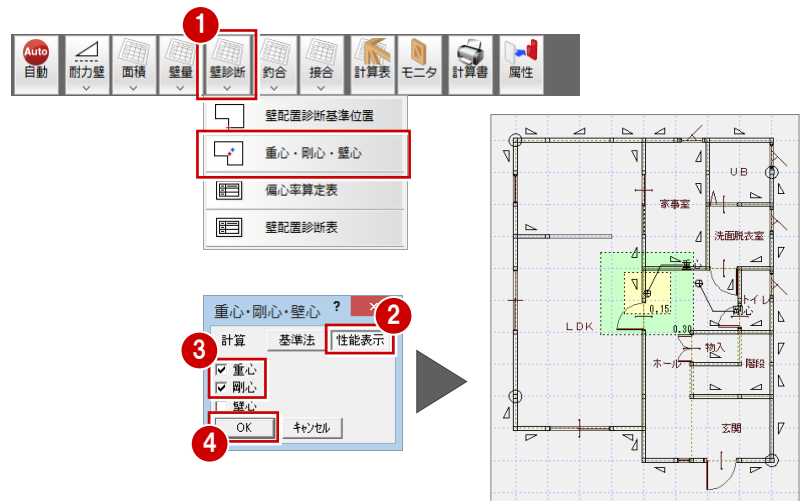 1
Auto
自動
耐力壁
面積
壁量
壁診断
釣合
接合
計算表
モニタ
計算書
属性
壁配置診断基準位置
重心・剛心・壁心
偏心率算定表
壁配置診断表
重心・剛心・壁心 ? ×
2
計算
基準法
性能表示
3
重心
剛心
壁心
4
OK
ｷｬﾝｾﾙ
UB
家事室
洗面脱衣室
重心
トイレ
剛心
0.15
LDK
0.30
物入
ホール
階段
玄関